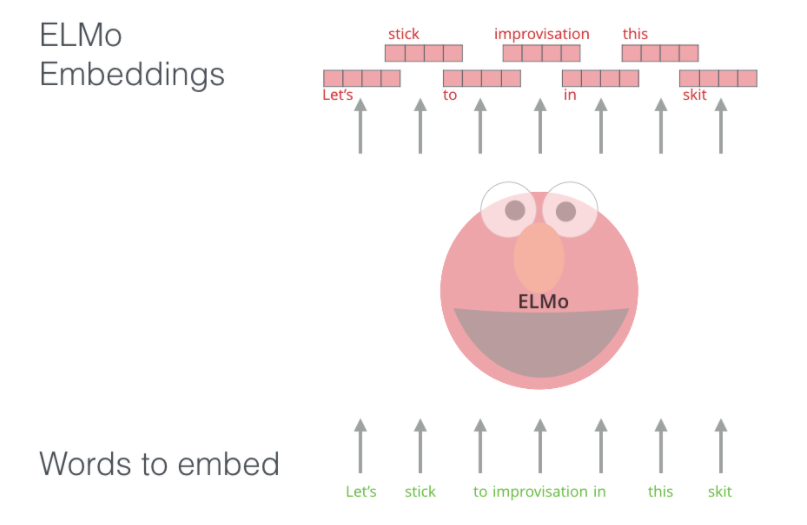 ELMo
Embeddings
stick improvisation this
Let's to in skit
ELMo
Words to embed
Let's stick to improvisation in this skit